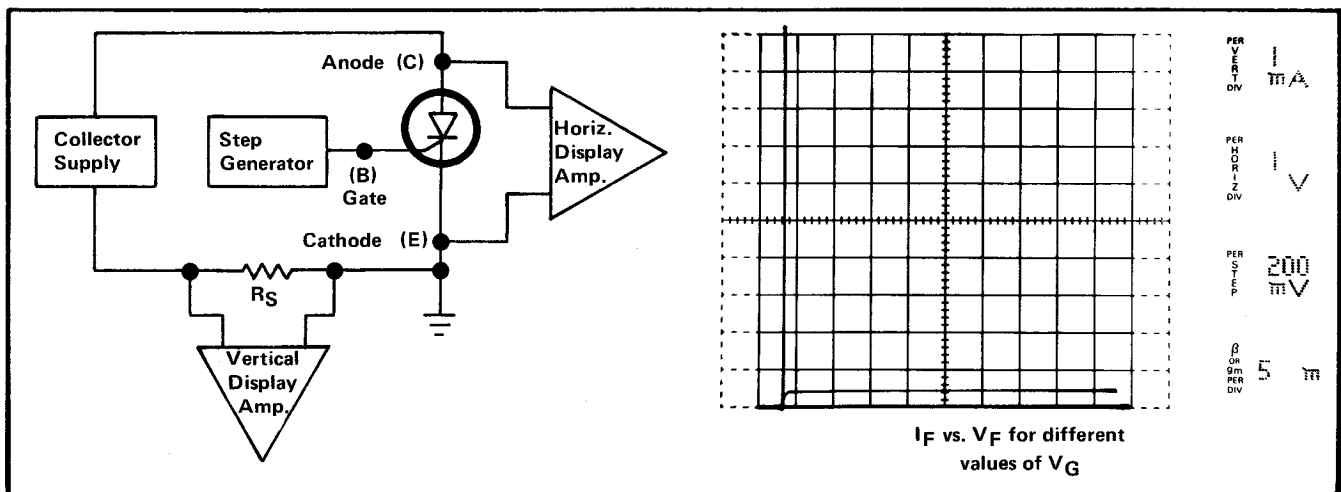 Anode (C)
Collector
Supply
Step
Generator
(B)
Gate
Horiz.
Display
Amp.
Cathode (E)
RS
Vertical
Display
Amp.
PER
VERT
DIV
1
mA
PER
HORIZ
DIV
1
V
PER
STEP
200
mV
β
OR
gm
PER
DIV
5 m
IF vs. VF for different
values of VG